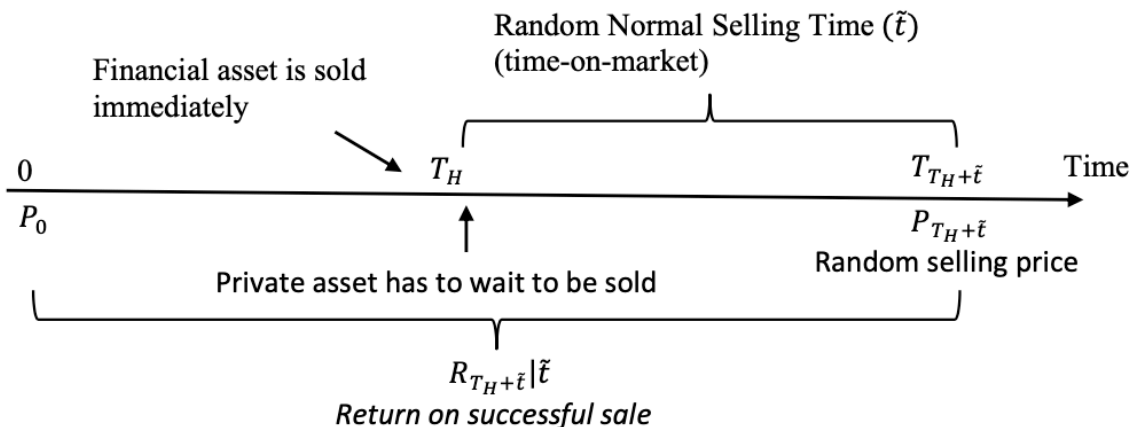 Random Normal Selling Time (t̃)
(time-on-market)
Financial asset is sold
immediately
0
T_H
T_{T_H+t̃}
Time
P_0
P_{T_H+t̃}
Random selling price
Private asset has to wait to be sold
R_{T_H+t̃}|t̃
Return on successful sale